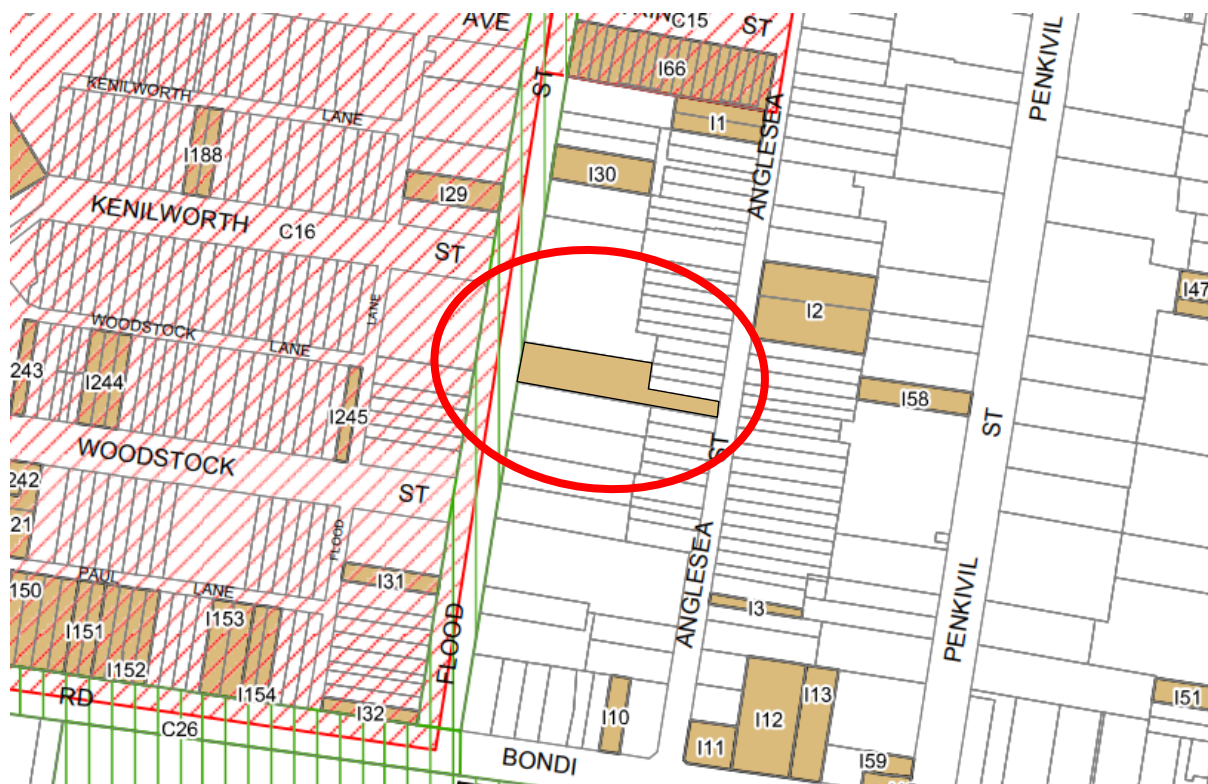 AVE
C15
ST
PENKIVIL
I66
ST
KENILWORTH
LANE
I1
ANGLESEA
I188
I30
I29
KENILWORTH
C16
ST
I47
I2
LANE
WOODSTOCK
LANE
243
I244
I245
I58
ST
ST
WOODSTOCK
ST
242
21
FLOOD
PAUL
LANE
I31
ANGLESEA
PENKIVIL
150
I151
I153
I3
FLOOD
I152
I154
RD
I32
C26
I10
I12
I13
I11
I51
BONDI
I59